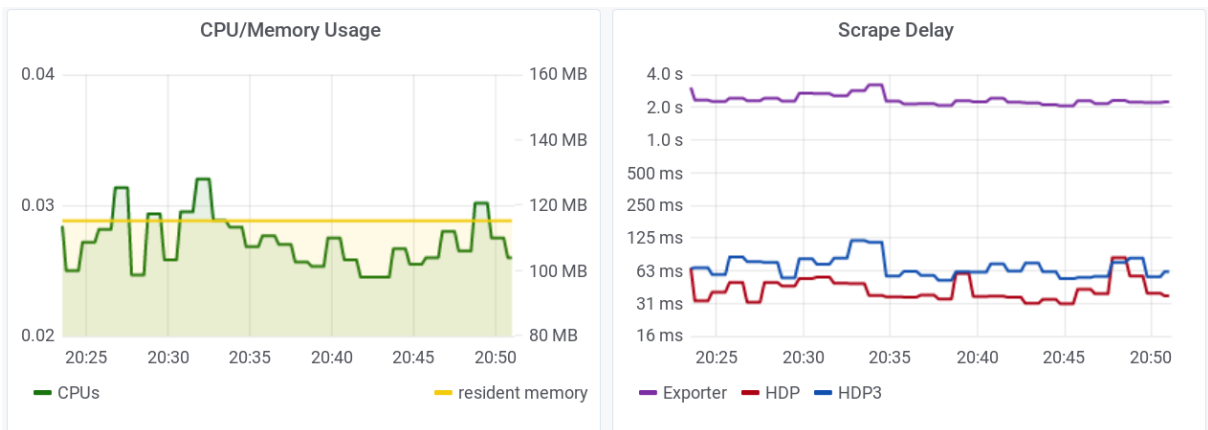 CPU/Memory Usage
0.04
0.03
0.02
160 MB
140 MB
120 MB
100 MB
80 MB
20:25 20:30 20:35 20:40 20:45 20:50
CPUs resident memory
Scrape Delay
4.0 s
2.0 s
1.0 s
500 ms
250 ms
125 ms
63 ms
31 ms
16 ms
20:25 20:30 20:35 20:40 20:45 20:50
Exporter HDP HDP3